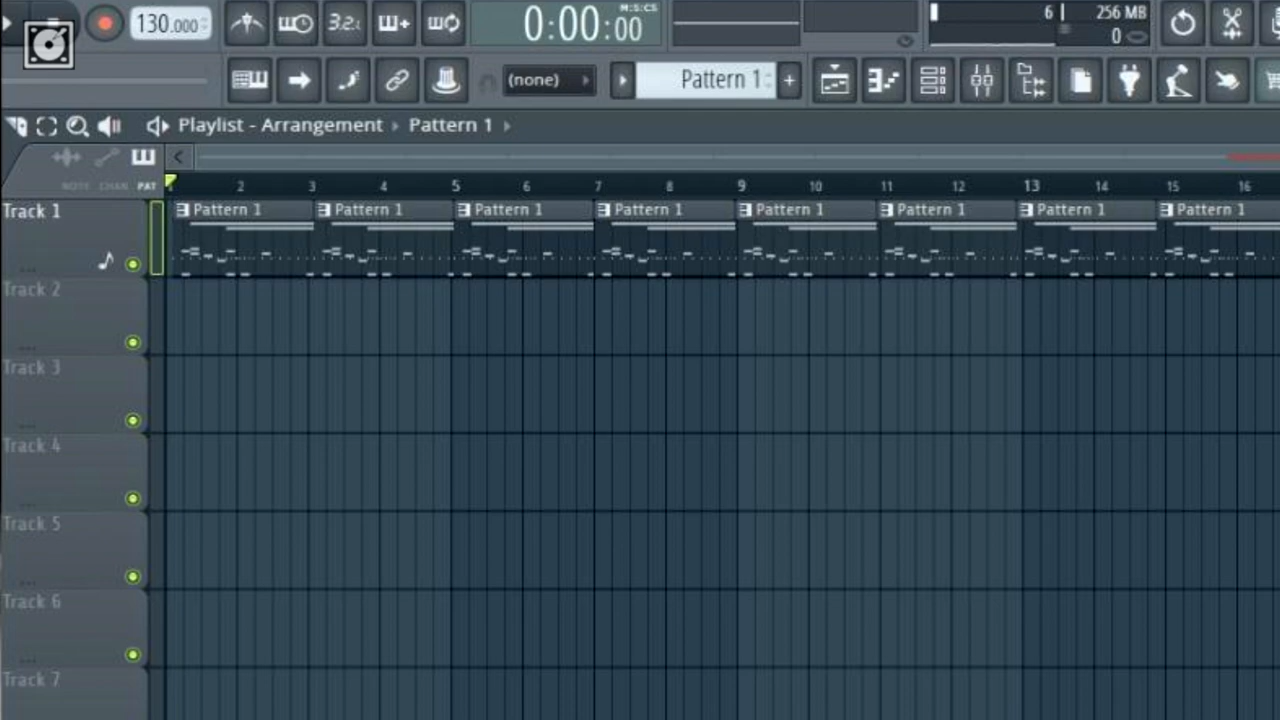 130.000
3.2.
0:00:00
M:S:CS
6
256 MB
0
(none)
Pattern 1
+
Playlist - Arrangement › Pattern 1 ›
NOTE CHAN PAT
1 2 3 4 5 6 7 8 9 10 11 12 13 14 15 16
Track 1
Pattern 1 Pattern 1 Pattern 1 Pattern 1 Pattern 1 Pattern 1 Pattern 1 Pattern 1
...
Track 2
...
Track 3
...
Track 4
...
Track 5
...
Track 6
...
Track 7